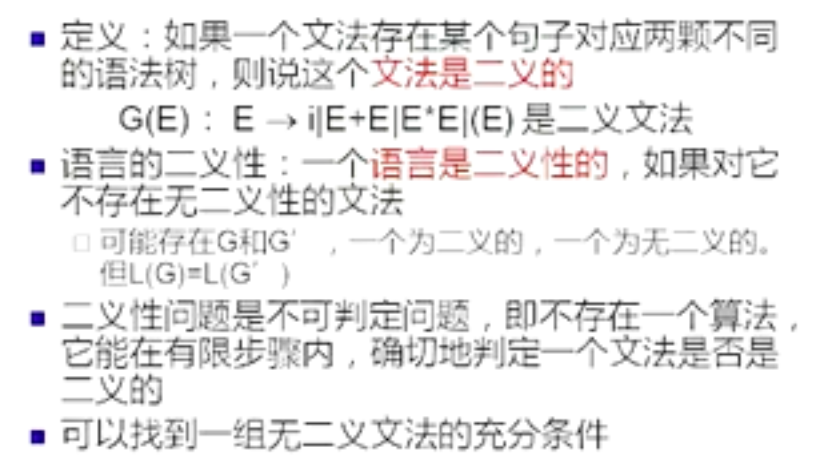 定义：如果一个文法存在某个句子对应两颗不同
的语法树，则说这个文法是二义的
G(E)： E → i|E+E|E*E|(E) 是二义文法
语言的二义性：一个语言是二义性的，如果对它
不存在无二义性的文法
可能存在G和G′，一个为二义的，一个为无二义的。
但L(G)=L(G′)
二义性问题是不可判定问题，即不存在一个算法，
它能在有限步骤内，确切地判定一个文法是否是
二义的
可以找到一组无二义文法的充分条件